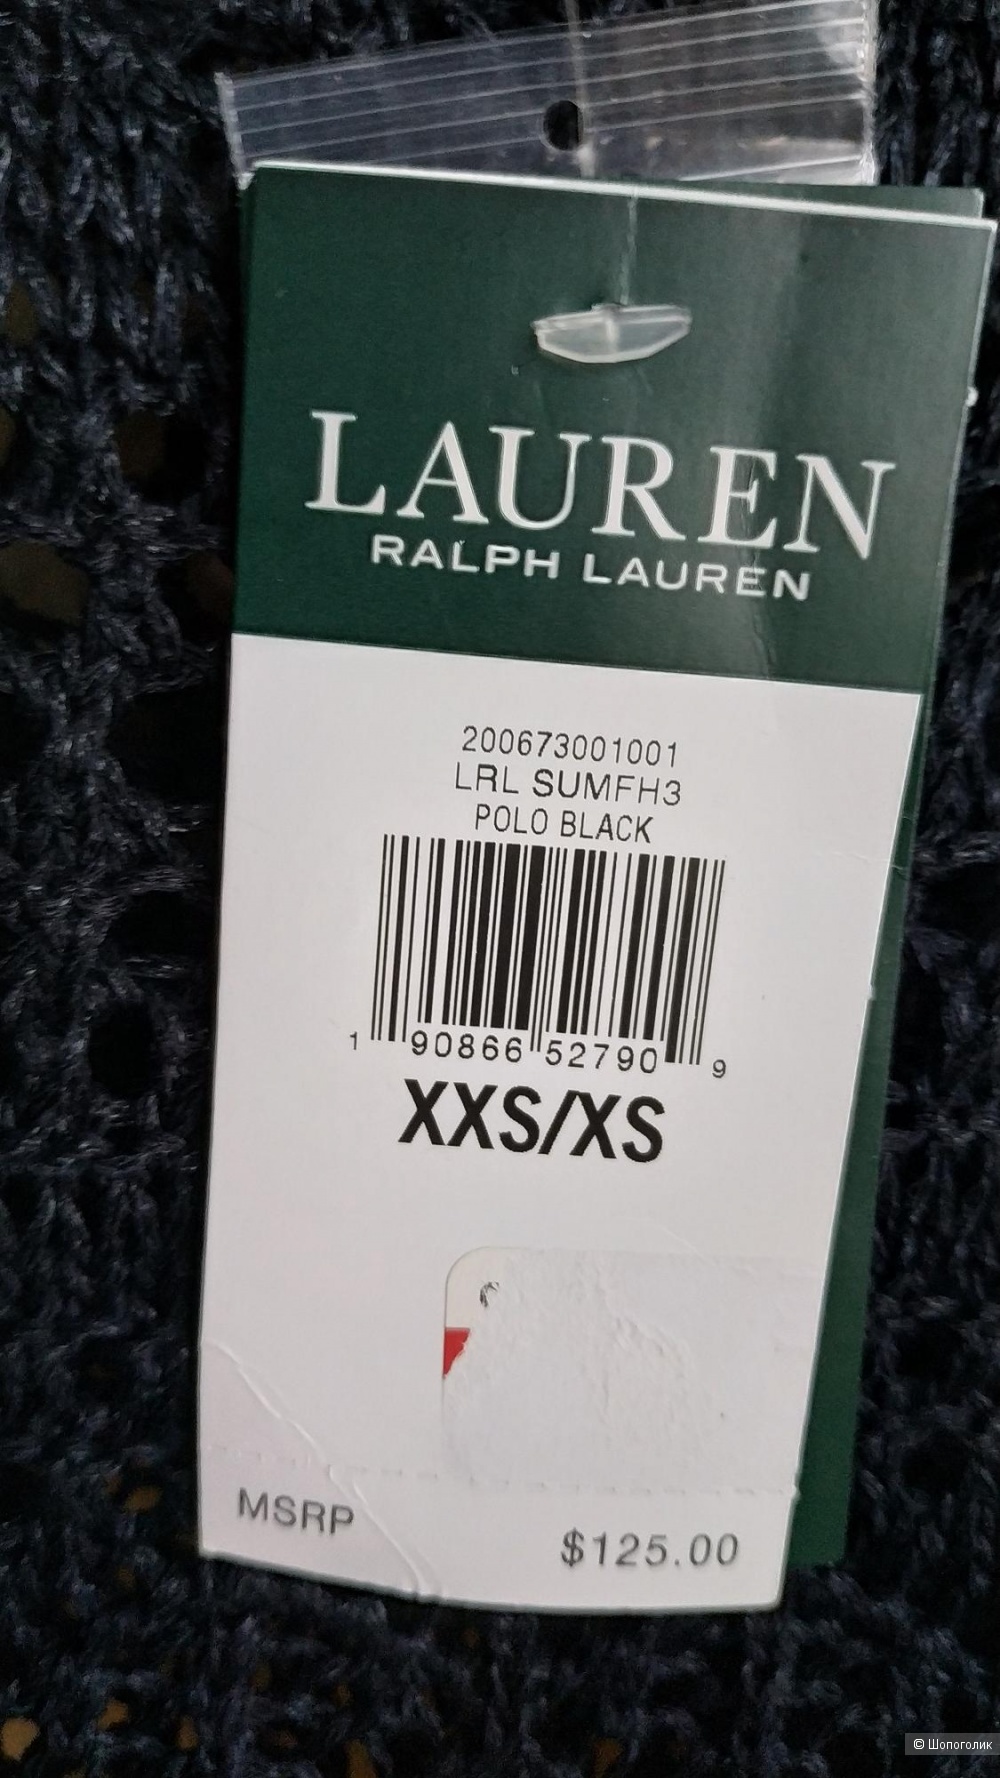 LAUREN
RALPH LAUREN
200673001001
LRL SUMFH3
POLO BLACK
1 90866 52790 9
XXS/XS
MSRP $125.00
© Шопоголик